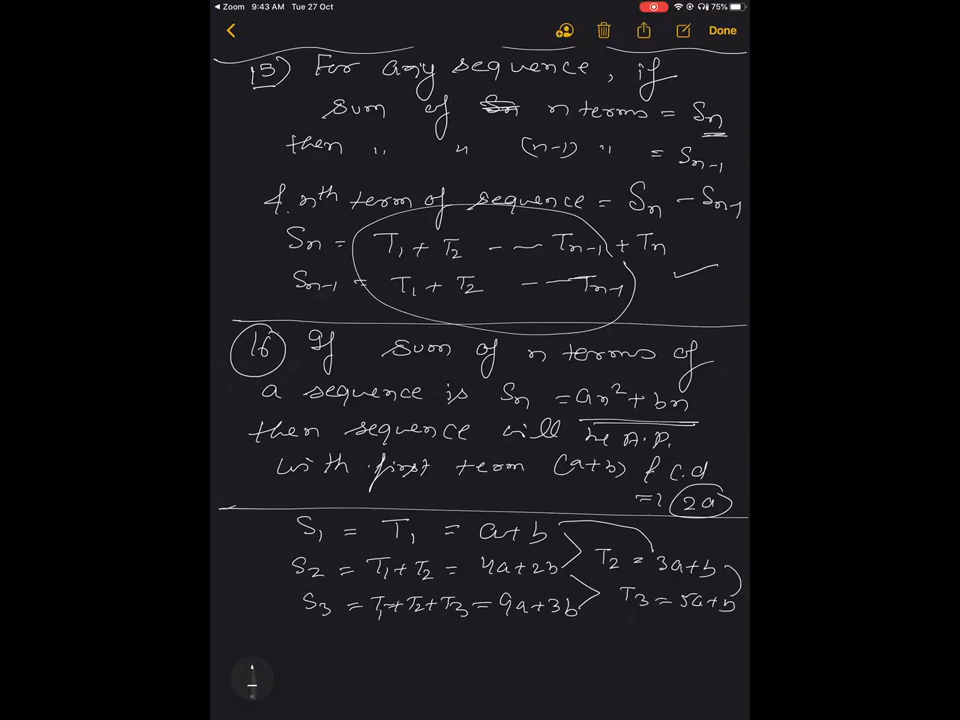 Zoom 9:43 AM Tue 27 Oct 75%
Done
15) For any sequence, if
sum of n terms = Sn
then ,, ,, (n-1) ,, = Sn-1
& nth term of sequence = Sn - Sn-1
Sn = T1 + T2 --- Tn-1 + Tn
Sn-1 = T1 + T2 --- Tn-1
16 If sum of n terms of
a sequence is Sn = an² + bn
then sequence will be A.P.
with first term (a+b) & c.d
= 2a
S1 = T1 = a+b
S2 = T1+T2 = 4a+2b T2 = 3a+b
S3 = T1+T2+T3 = 9a+3b T3 = 5a+b